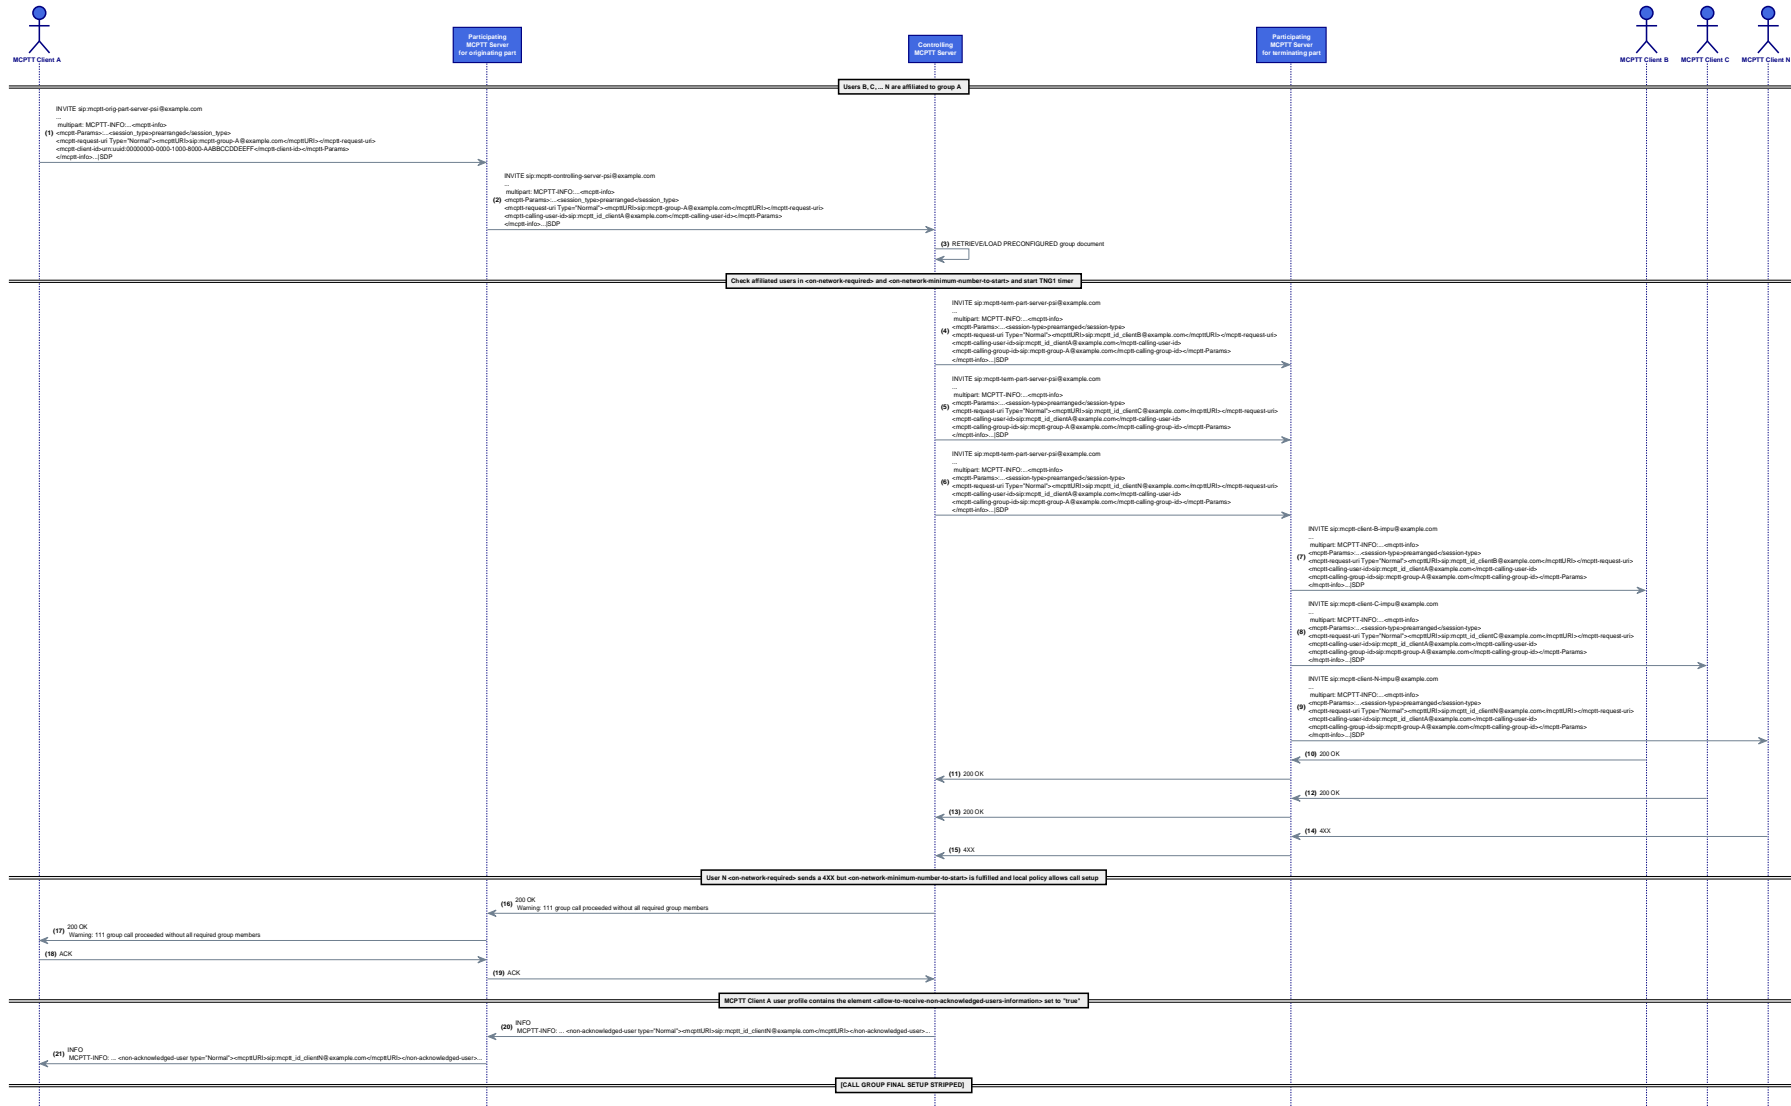 MCPTT Client A
Participating
MCPTT Server
for originating part
Controlling
MCPTT Server
Participating
MCPTT Server
for terminating part
MCPTT Client B
MCPTT Client C
MCPTT Client N
Users B, C, ... N are affiliated to group A
INVITE sip:mcptt-orig-part-server-psi@example.com
...
multipart: MCPTT-INFO:...<mcptt-info>
(1) <mcptt-Params>:...<session_type>prearranged</session_type>
<mcptt-request-uri Type="Normal"><mcpttURI>sip:mcptt-group-A@example.com</mcpttURI></mcptt-request-uri>
<mcptt-client-id>urn:uuid:00000000-0000-1000-8000-AABBCCDDEEFF</mcptt-client-id></mcptt-Params>
</mcptt-info>...|SDP
INVITE sip:mcptt-controlling-server-psi@example.com
...
multipart: MCPTT-INFO:...<mcptt-info>
(2) <mcptt-Params>:...<session_type>prearranged</session_type>
<mcptt-request-uri Type="Normal"><mcpttURI>sip:mcptt-group-A@example.com</mcpttURI></mcptt-request-uri>
<mcptt-calling-user-id>sip:mcptt_id_clientA@example.com</mcptt-calling-user-id></mcptt-Params>
</mcptt-info>...|SDP
(3) RETRIEVE/LOAD PRECONFIGURED group document
Check affiliated users in <on-network-required> and <on-network-minimum-number-to-start> and start TNG1 timer
INVITE sip:mcptt-term-part-server-psi@example.com
...
multipart: MCPTT-INFO:...<mcptt-info>
<mcptt-Params>:...<session-type>prearranged</session-type>
(4) <mcptt-request-uri Type="Normal"><mcpttURI>sip:mcptt_id_clientB@example.com</mcpttURI></mcptt-request-uri>
<mcptt-calling-user-id>sip:mcptt_id_clientA@example.com</mcptt-calling-user-id>
<mcptt-calling-group-id>sip:mcptt-group-A@example.com</mcptt-calling-group-id></mcptt-Params>
</mcptt-info>...|SDP
INVITE sip:mcptt-term-part-server-psi@example.com
...
multipart: MCPTT-INFO:...<mcptt-info>
<mcptt-Params>:...<session-type>prearranged</session-type>
(5) <mcptt-request-uri Type="Normal"><mcpttURI>sip:mcptt_id_clientC@example.com</mcpttURI></mcptt-request-uri>
<mcptt-calling-user-id>sip:mcptt_id_clientA@example.com</mcptt-calling-user-id>
<mcptt-calling-group-id>sip:mcptt-group-A@example.com</mcptt-calling-group-id></mcptt-Params>
</mcptt-info>...|SDP
INVITE sip:mcptt-term-part-server-psi@example.com
...
multipart: MCPTT-INFO:...<mcptt-info>
<mcptt-Params>:...<session-type>prearranged</session-type>
(6) <mcptt-request-uri Type="Normal"><mcpttURI>sip:mcptt_id_clientN@example.com</mcpttURI></mcptt-request-uri>
<mcptt-calling-user-id>sip:mcptt_id_clientA@example.com</mcptt-calling-user-id>
<mcptt-calling-group-id>sip:mcptt-group-A@example.com</mcptt-calling-group-id></mcptt-Params>
</mcptt-info>...|SDP
INVITE sip:mcptt-client-B-impu@example.com
...
multipart: MCPTT-INFO:...<mcptt-info>
<mcptt-Params>:...<session-type>prearranged</session-type>
(7) <mcptt-request-uri Type="Normal"><mcpttURI>sip:mcptt_id_clientB@example.com</mcpttURI></mcptt-request-uri>
<mcptt-calling-user-id>sip:mcptt_id_clientA@example.com</mcptt-calling-user-id>
<mcptt-calling-group-id>sip:mcptt-group-A@example.com</mcptt-calling-group-id></mcptt-Params>
</mcptt-info>...|SDP
INVITE sip:mcptt-client-C-impu@example.com
...
multipart: MCPTT-INFO:...<mcptt-info>
<mcptt-Params>:...<session-type>prearranged</session-type>
(8) <mcptt-request-uri Type="Normal"><mcpttURI>sip:mcptt_id_clientC@example.com</mcpttURI></mcptt-request-uri>
<mcptt-calling-user-id>sip:mcptt_id_clientA@example.com</mcptt-calling-user-id>
<mcptt-calling-group-id>sip:mcptt-group-A@example.com</mcptt-calling-group-id></mcptt-Params>
</mcptt-info>...|SDP
INVITE sip:mcptt-client-N-impu@example.com
...
multipart: MCPTT-INFO:...<mcptt-info>
<mcptt-Params>:...<session-type>prearranged</session-type>
(9) <mcptt-request-uri Type="Normal"><mcpttURI>sip:mcptt_id_clientN@example.com</mcpttURI></mcptt-request-uri>
<mcptt-calling-user-id>sip:mcptt_id_clientA@example.com</mcptt-calling-user-id>
<mcptt-calling-group-id>sip:mcptt-group-A@example.com</mcptt-calling-group-id></mcptt-Params>
</mcptt-info>...|SDP
(10) 200 OK
(11) 200 OK
(12) 200 OK
(13) 200 OK
(14) 4XX
(15) 4XX
User N <on-network-required> sends a 4XX but <on-network-minimum-number-to-start> is fulfilled and local policy allows call setup
(16) 200 OK
Warning: 111 group call proceeded without all required group members
(17) 200 OK
Warning: 111 group call proceeded without all required group members
(18) ACK
(19) ACK
MCPTT Client A user profile contains the element <allow-to-receive-non-acknowledged-users-information> set to "true"
(20) INFO
MCPTT-INFO: ... <non-acknowledged-user type="Normal"><mcpttURI>sip:mcptt_id_clientN@example.com</mcpttURI></non-acknowledged-user>...
(21) INFO
MCPTT-INFO: ... <non-acknowledged-user type="Normal"><mcpttURI>sip:mcptt_id_clientN@example.com</mcpttURI></non-acknowledged-user>...
[CALL GROUP FINAL SETUP STRIPPED]